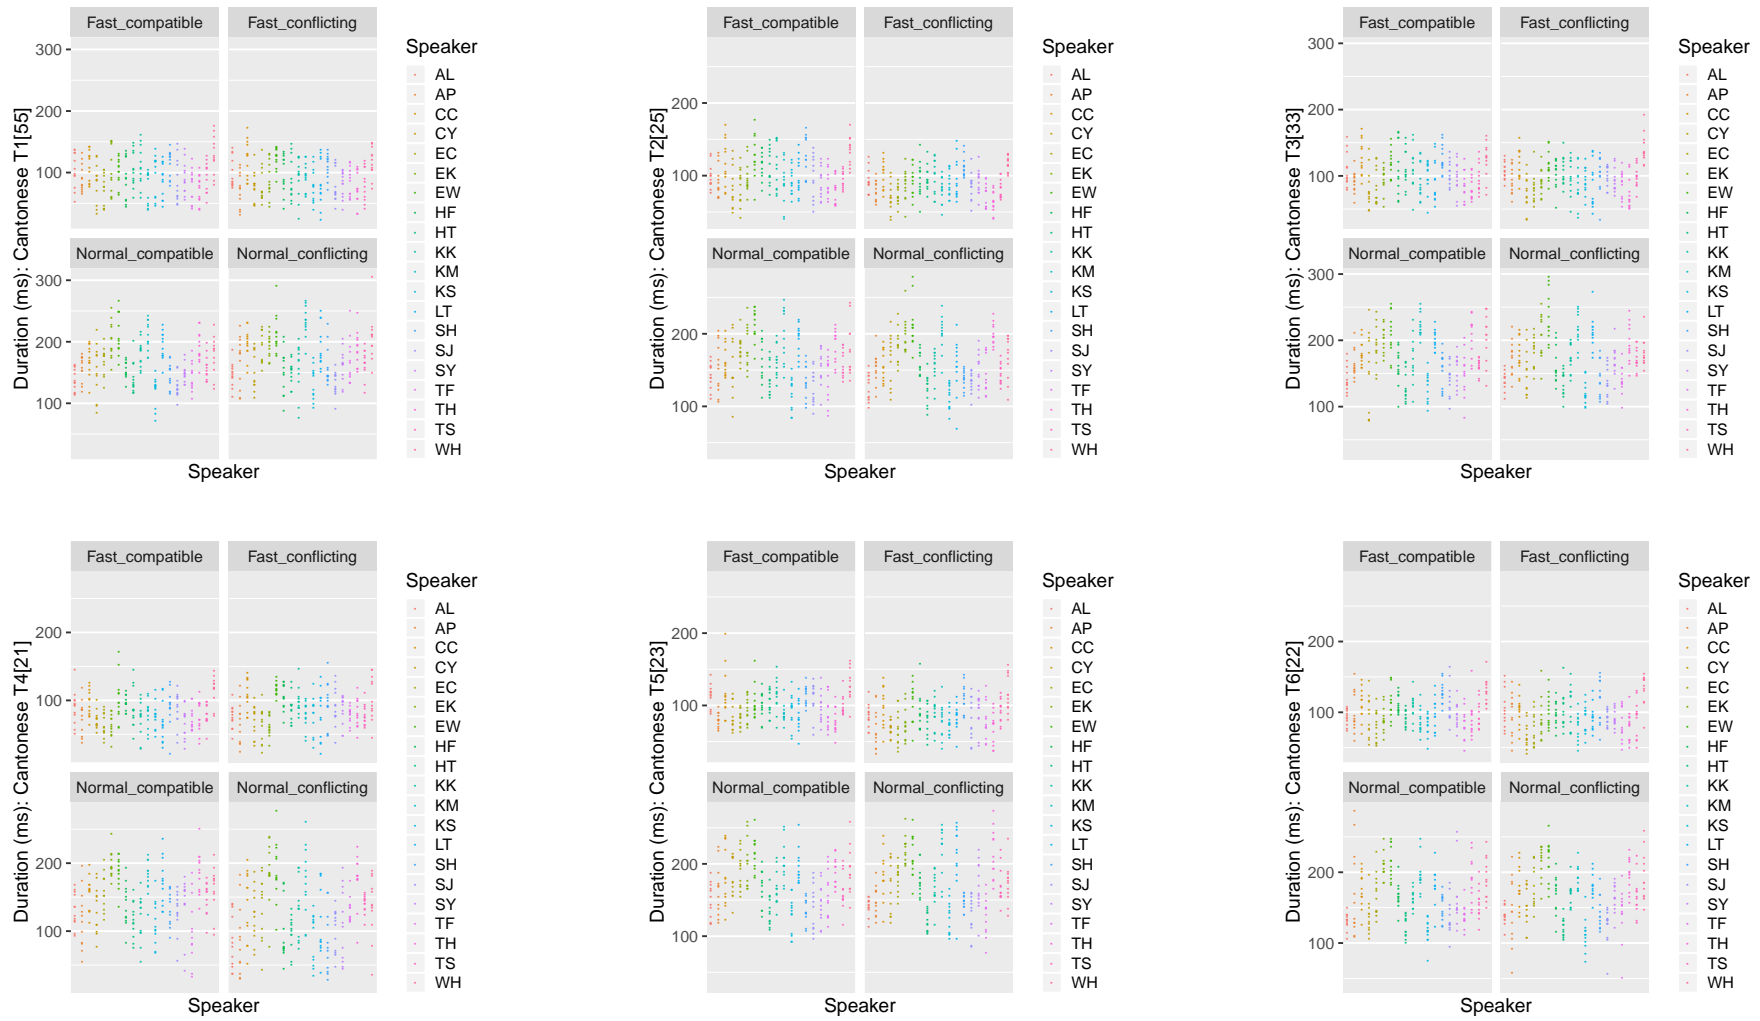 Fast_compatible Fast_conflicting
Duration (ms): Cantonese T1[55]
300
200
100
Normal_compatible Normal_conflicting
300
200
100
Speaker
Speaker
AL
AP
CC
CY
EC
EK
EW
HF
HT
KK
KM
KS
LT
SH
SJ
SY
TF
TH
TS
WH
Fast_compatible Fast_conflicting
Duration (ms): Cantonese T2[25]
200
100
Normal_compatible Normal_conflicting
200
100
Speaker
Speaker
AL
AP
CC
CY
EC
EK
EW
HF
HT
KK
KM
KS
LT
SH
SJ
SY
TF
TH
TS
WH
Fast_compatible Fast_conflicting
Duration (ms): Cantonese T3[33]
300
200
100
Normal_compatible Normal_conflicting
300
200
100
Speaker
Speaker
AL
AP
CC
CY
EC
EK
EW
HF
HT
KK
KM
KS
LT
SH
SJ
SY
TF
TH
TS
WH
Fast_compatible Fast_conflicting
Duration (ms): Cantonese T4[21]
200
100
Normal_compatible Normal_conflicting
200
100
Speaker
Speaker
AL
AP
CC
CY
EC
EK
EW
HF
HT
KK
KM
KS
LT
SH
SJ
SY
TF
TH
TS
WH
Fast_compatible Fast_conflicting
Duration (ms): Cantonese T5[23]
200
100
Normal_compatible Normal_conflicting
200
100
Speaker
Speaker
AL
AP
CC
CY
EC
EK
EW
HF
HT
KK
KM
KS
LT
SH
SJ
SY
TF
TH
TS
WH
Fast_compatible Fast_conflicting
Duration (ms): Cantonese T6[22]
200
100
Normal_compatible Normal_conflicting
200
100
Speaker
Speaker
AL
AP
CC
CY
EC
EK
EW
HF
HT
KK
KM
KS
LT
SH
SJ
SY
TF
TH
TS
WH